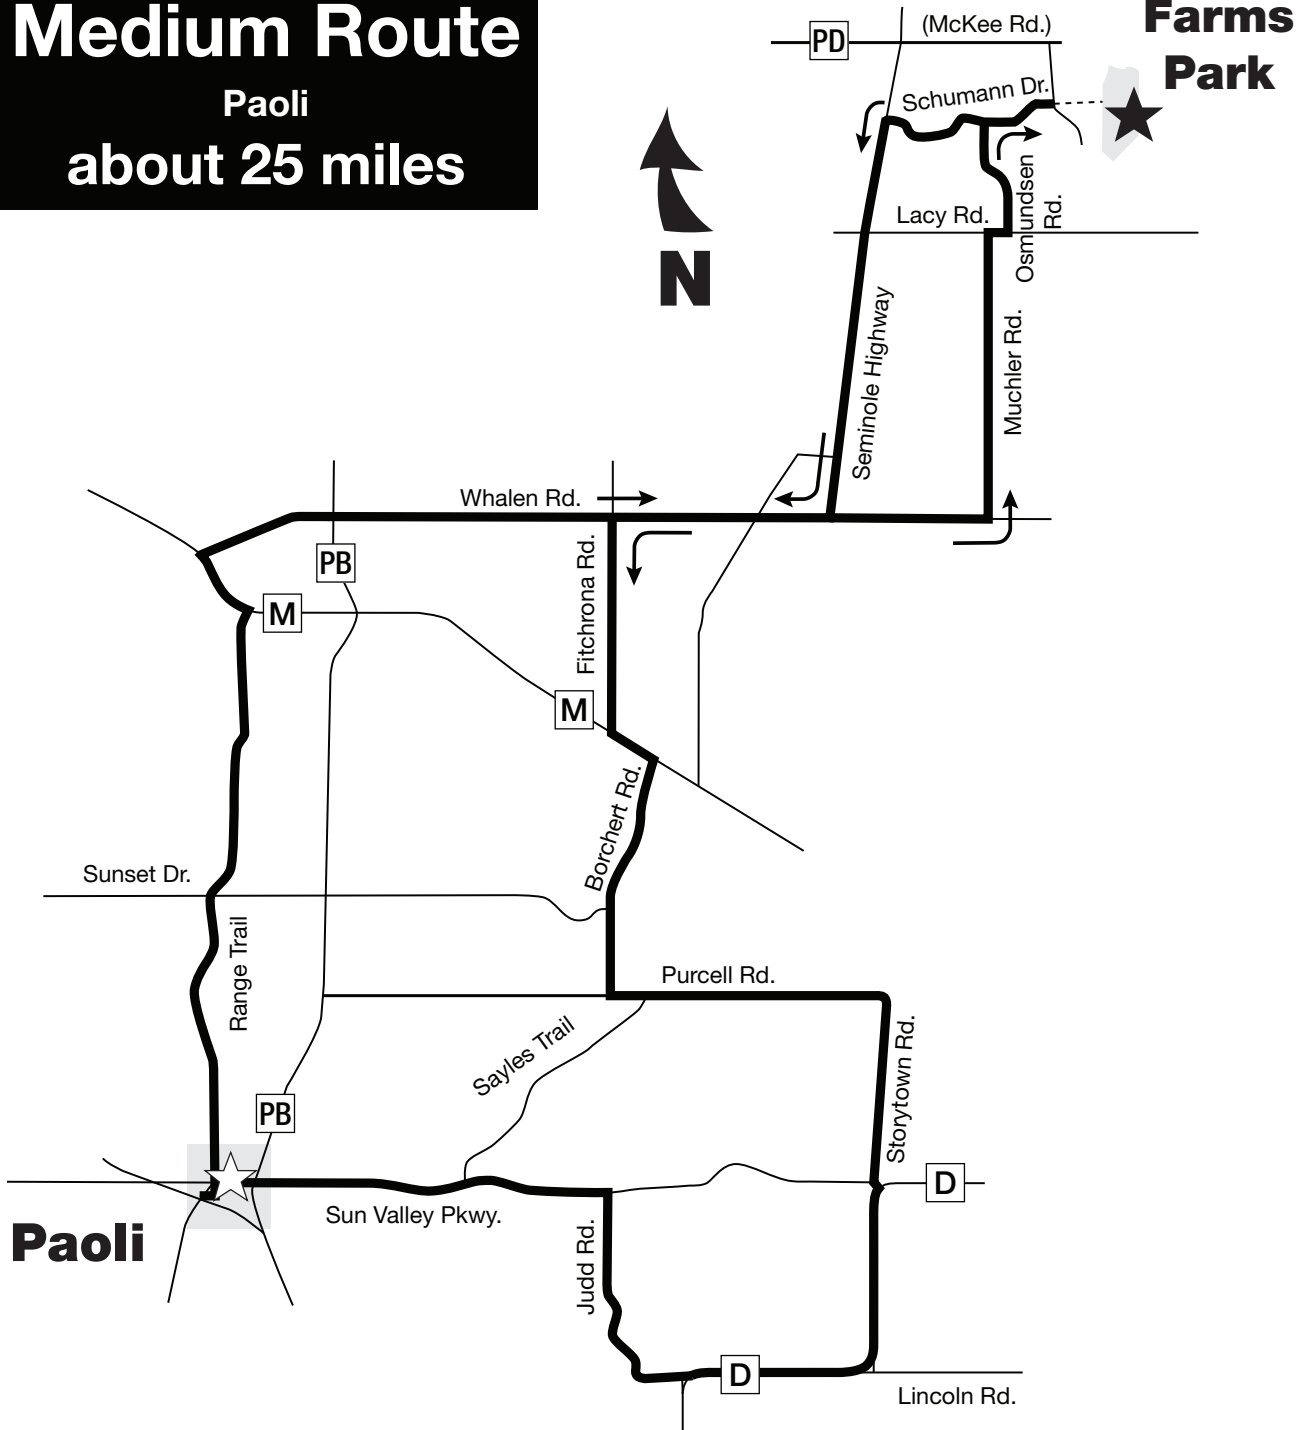 Medium Route
Paoli
about 25 miles
Farms
Park
PD
(McKee Rd.)
Schumann Dr.
N
Lacy Rd.
Osmundsen
Rd.
Seminole Highway
Muchler Rd.
Whalen Rd.
PB
Fitchrona Rd.
M
M
Borchert Rd.
Sunset Dr.
Range Trail
Purcell Rd.
Sayles Trail
Storytown Rd.
PB
D
Paoli
Sun Valley Pkwy.
Judd Rd.
D
Lincoln Rd.